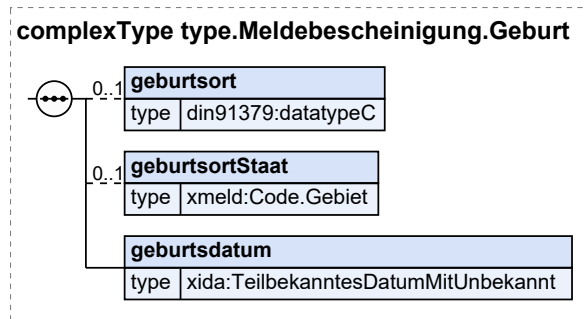 complexType type.Meldebescheinigung.Geburt
0..1
geburtsort
type din91379:datatypeC
0..1
geburtsortStaat
type xmeld:Code.Gebiet
geburtsdatum
type xida:TeilbekanntesDatumMitUnbekannt